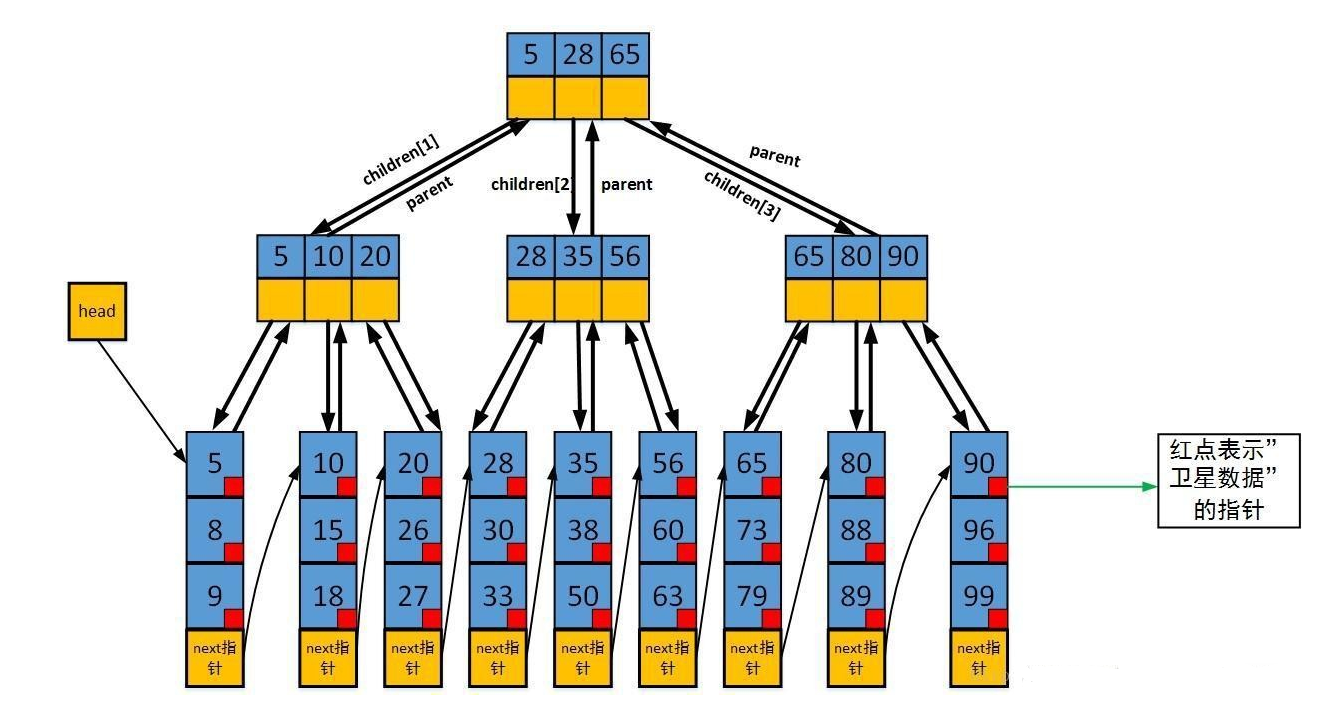 5 28 65
children[1]
parent
children[2]
parent
parent
children[3]
5 10 20
28 35 56
65 80 90
head
5 10 20 28 35 56 65 80 90
8 15 26 30 38 60 73 88 96
9 18 27 33 50 63 79 89 99
next指 next指 next指 next指 next指 next指 next指 next指 next指
针 针 针 针 针 针 针 针 针
红点表示”
卫星数据”
的指针